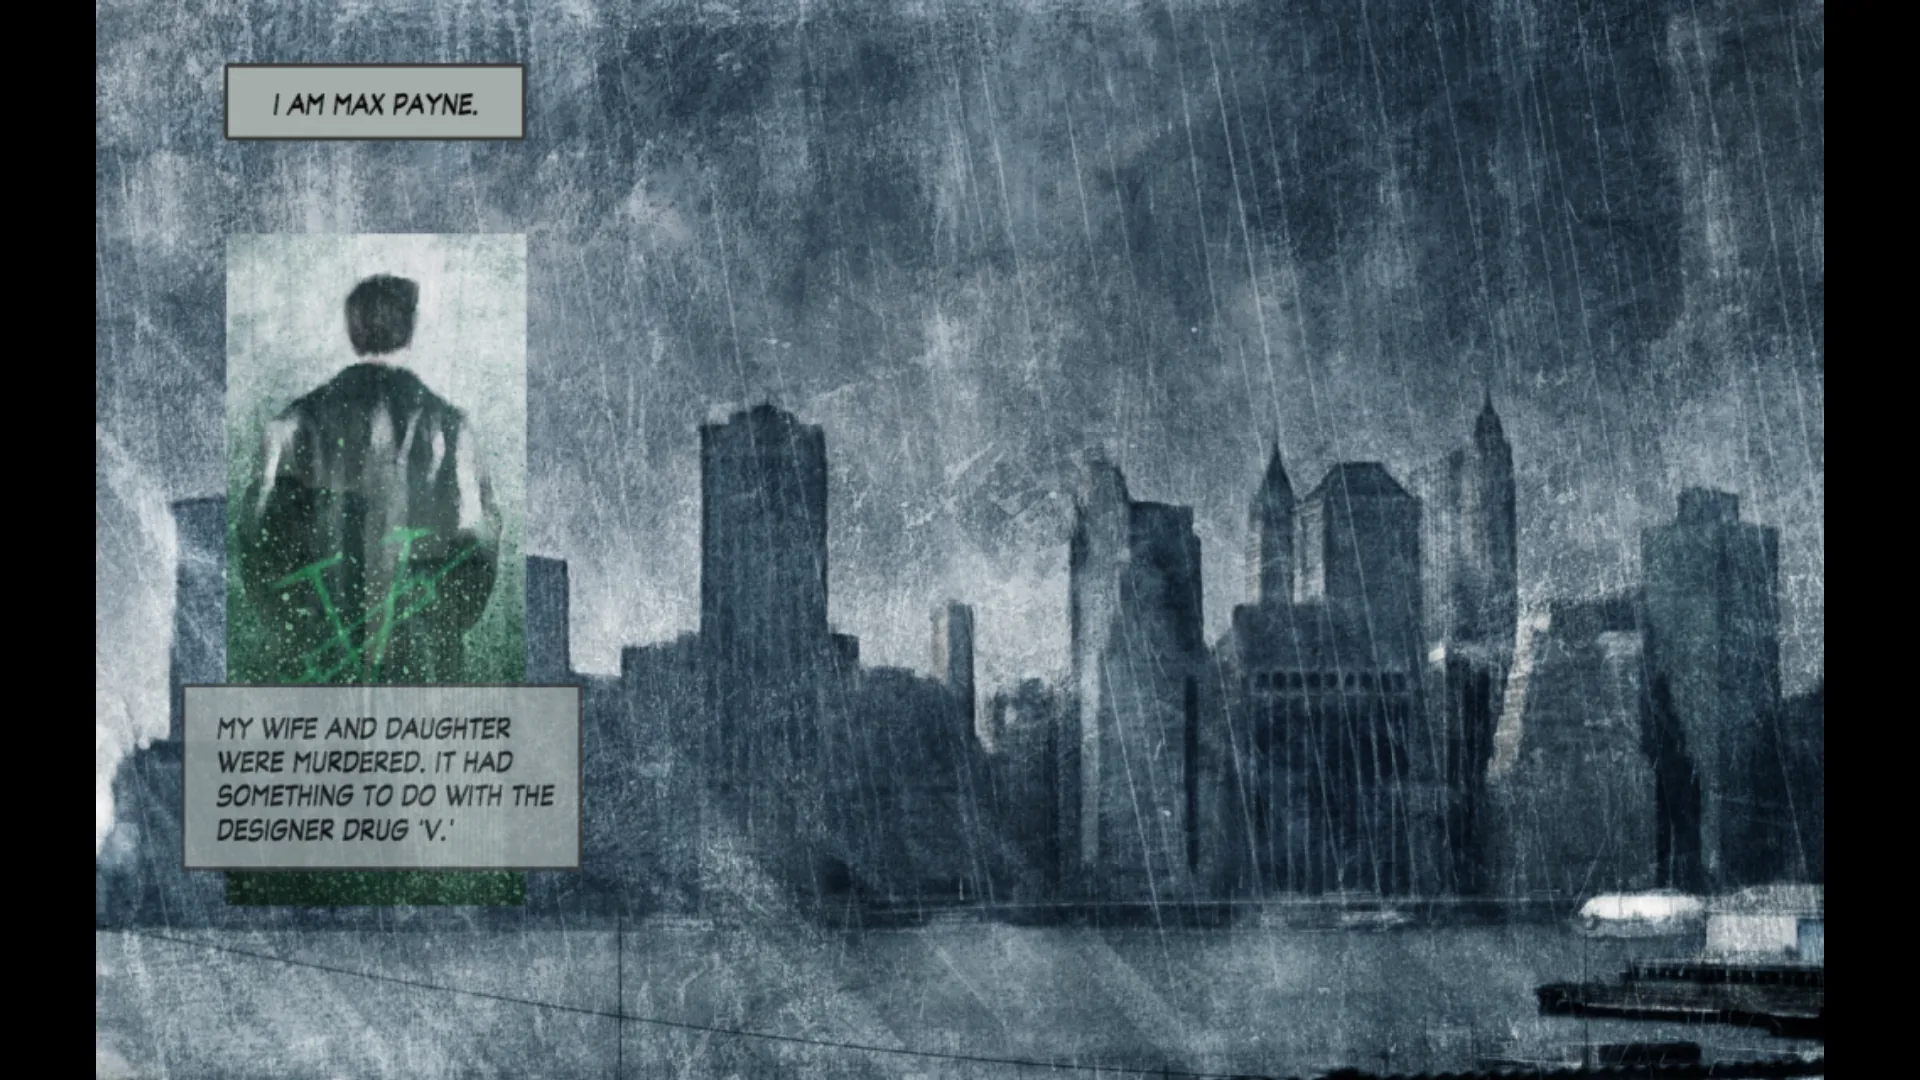 I AM MAX PAYNE.
MY WIFE AND DAUGHTER
WERE MURDERED. IT HAD
SOMETHING TO DO WITH THE
DESIGNER DRUG 'V.'